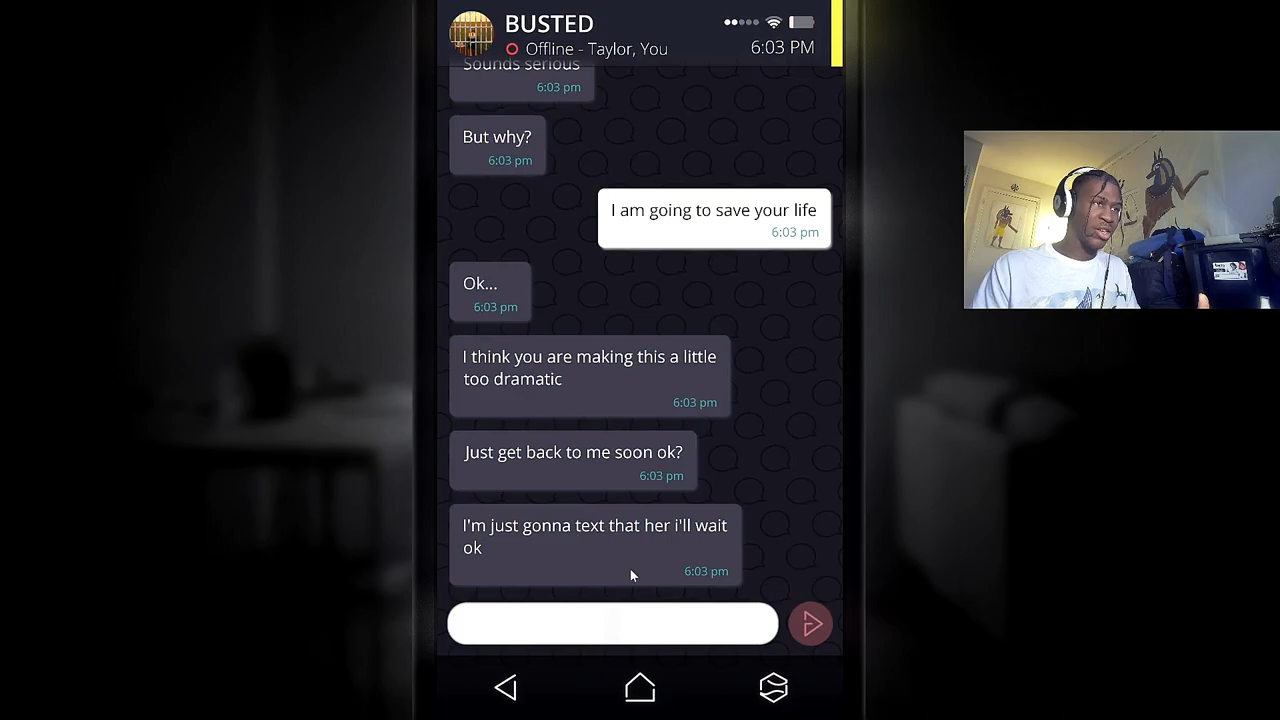 BUSTED
Offline - Taylor, You
6:03 PM
Sounds serious
6:03 pm
But why?
6:03 pm
I am going to save your life
6:03 pm
Ok...
6:03 pm
I think you are making this a little
too dramatic
6:03 pm
Just get back to me soon ok?
6:03 pm
I'm just gonna text that her i'll wait
ok
6:03 pm